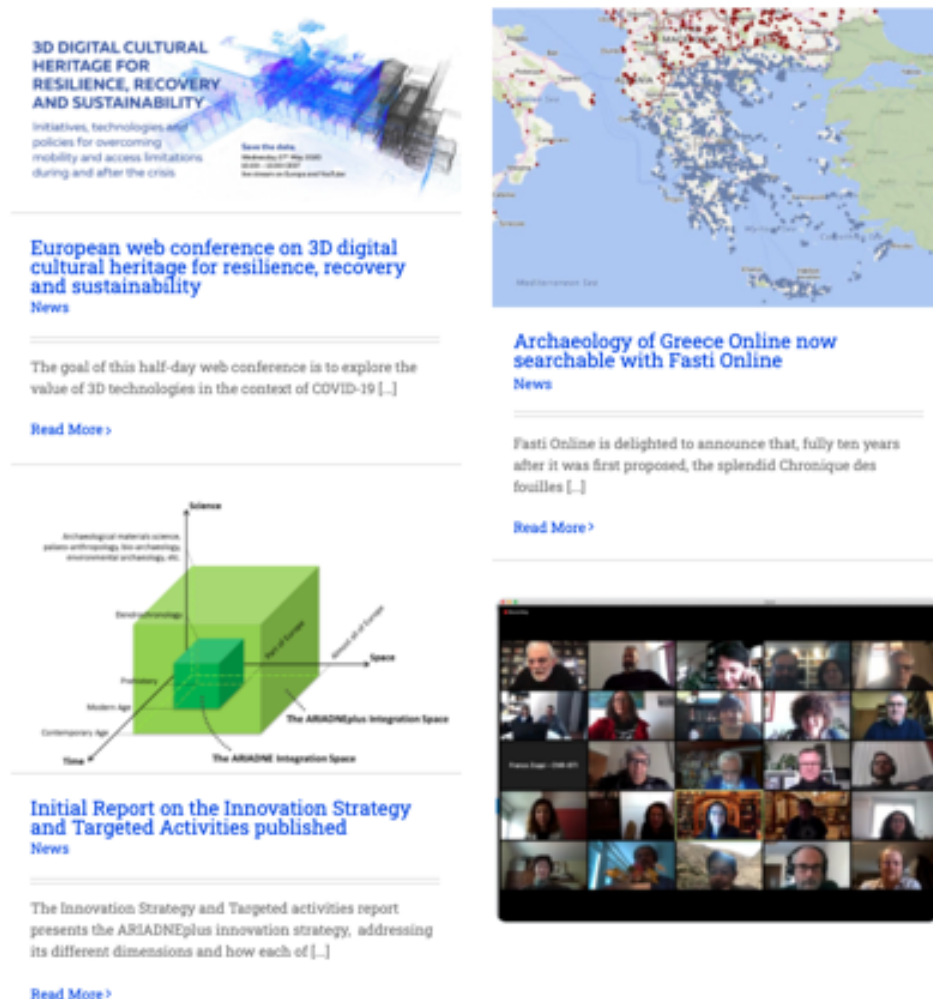 3D DIGITAL CULTURAL
HERITAGE FOR
RESILIENCE, RECOVERY
AND SUSTAINABILITY
Initiatives, technologies and
policies for overcoming
mobility and access limitations
during and after the crisis
Save the date,
European web conference on 3D digital
cultural heritage for resilience, recovery
and sustainability
News
The goal of this half-day web conference is to explore the
value of 3D technologies in the context of COVID-19 [...]
Read More >
Science
Archaeological materials science,
palaeo-anthropology, bio-archaeology,
environmental archaeology, etc.
Dendrochronology
Part of Europe
Almost all of Europe
Space
Prehistory
Modern Age
The ARIADNEplus Integration Space
Contemporary Age
Time
The ARIADNE Integration Space
Initial Report on the Innovation Strategy
and Targeted Activities published
News
The Innovation Strategy and Targeted activities report
presents the ARIADNEplus innovation strategy, addressing
its different dimensions and how each of [...]
Read More >
Mediterranean Sea
Archaeology of Greece Online now
searchable with Fasti Online
News
Fasti Online is delighted to announce that, fully ten years
after it was first proposed, the splendid Chronique des
fouilles [...]
Read More >